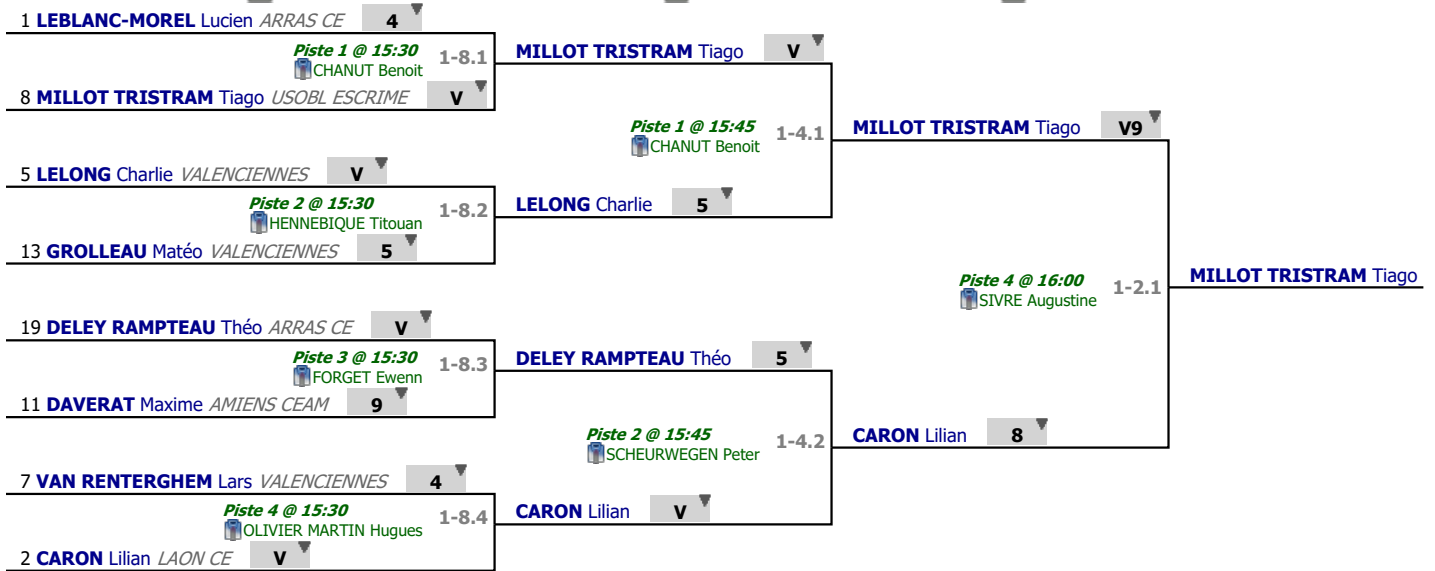 1 LEBLANC-MOREL Lucien ARRAS CE 4
Piste 1 @ 15:30
CHANUT Benoit
1-8.1
8 MILLOT TRISTRAM Tiago USOBL ESCRIME V
MILLOT TRISTRAM Tiago V
5 LELONG Charlie VALENCIENNES V
Piste 2 @ 15:30
HENNEBIQUE Titouan
1-8.2
13 GROLLEAU Matéo VALENCIENNES 5
LELONG Charlie 5
Piste 1 @ 15:45
CHANUT Benoit
1-4.1
MILLOT TRISTRAM Tiago V9
19 DELEY RAMPTEAU Théo ARRAS CE V
Piste 3 @ 15:30
FORGET Ewenn
1-8.3
11 DAVERAT Maxime AMIENS CEAM 9
DELEY RAMPTEAU Théo 5
7 VAN RENTERGHEM Lars VALENCIENNES 4
Piste 4 @ 15:30
OLIVIER MARTIN Hugues
1-8.4
2 CARON Lilian LAON CE V
CARON Lilian V
Piste 2 @ 15:45
SCHEURWEGEN Peter
1-4.2
CARON Lilian 8
Piste 4 @ 16:00
SIVRE Augustine
1-2.1
MILLOT TRISTRAM Tiago